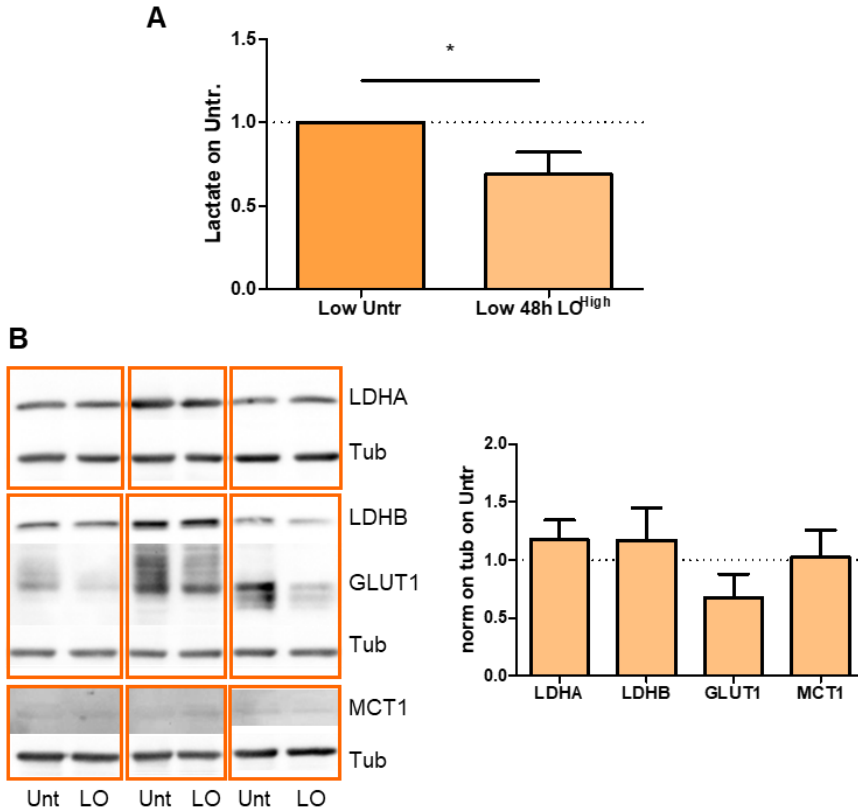 A
Lactate on Untr.
1.5
1.0
0.5
0.0
*
Low Untr
Low 48h LO^High
B
LDHA
Tub
LDHB
GLUT1
Tub
MCT1
Tub
Unt LO Unt LO Unt LO
norm on tub on Untr
2.0
1.5
1.0
0.5
0.0
LDHA LDHB GLUT1 MCT1